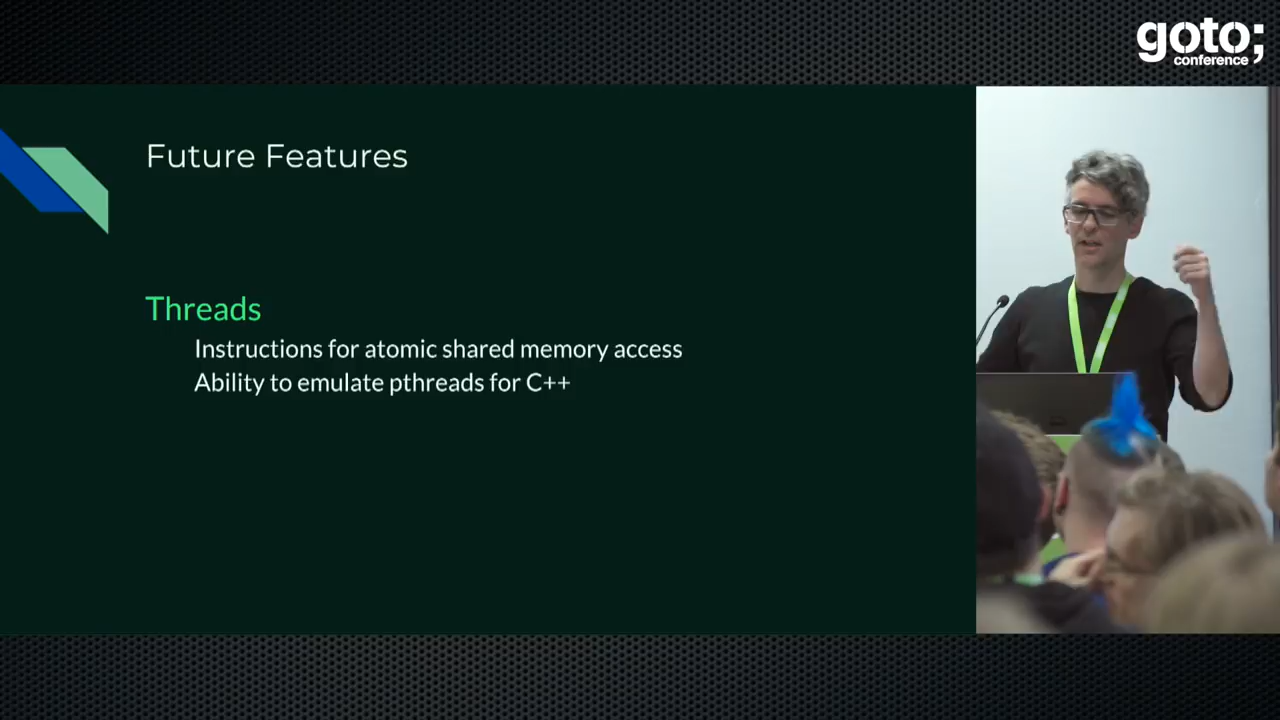 goto;
conference
Future Features
Threads
Instructions for atomic shared memory access
Ability to emulate pthreads for C++